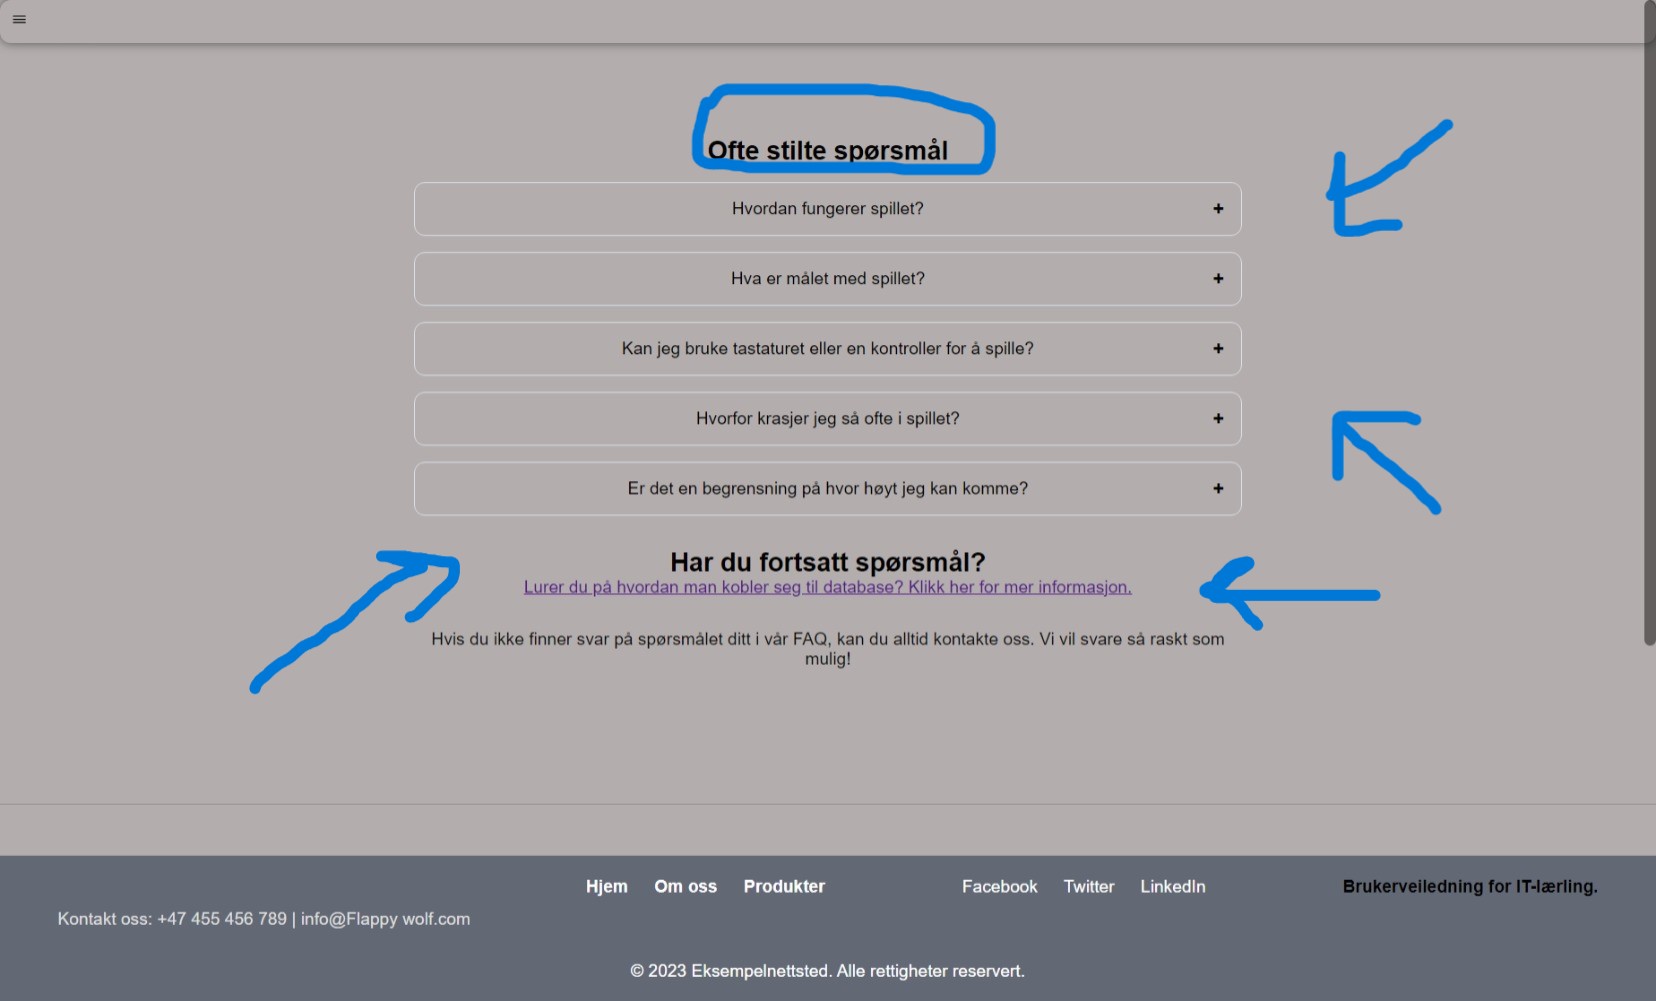 Ofte stilte spørsmål
Hvordan fungerer spillet?
+
Hva er målet med spillet?
+
Kan jeg bruke tastaturet eller en kontroller for å spille?
+
Hvorfor krasjer jeg så ofte i spillet?
+
Er det en begrensning på hvor høyt jeg kan komme?
+
Har du fortsatt spørsmål?
Lurer du på hvordan man kobler seg til database? Klikk her for mer informasjon.
Hvis du ikke finner svar på spørsmålet ditt i vår FAQ, kan du alltid kontakte oss. Vi vil svare så raskt som
mulig!
Hjem Om oss Produkter
Facebook Twitter LinkedIn
Brukerveiledning for IT-lærling.
Kontakt oss: +47 455 456 789 | info@Flappy wolf.com
© 2023 Eksempelnettsted. Alle rettigheter reservert.